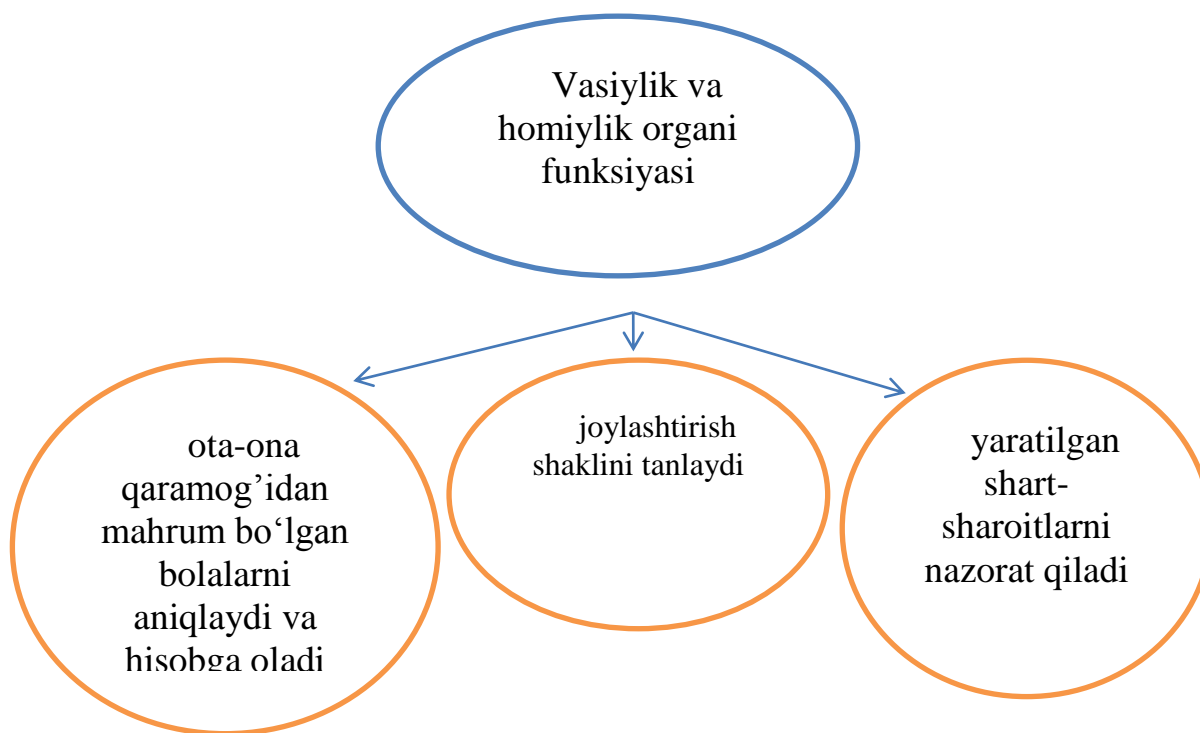 Vasiylik va
homiylik organi
funksiyasi
ota-ona
qaramog’idan
mahrum bo‘lgan
bolalarni
aniqlaydi va
hisobga oladi
joylashtirish
shaklini tanlaydi
yaratilgan
shart-
sharoitlarni
nazorat qiladi